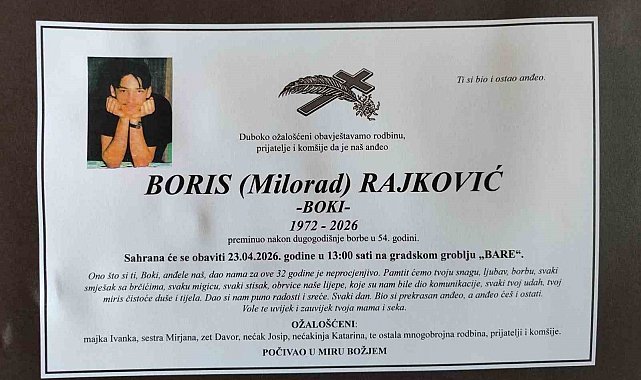 Ti si bio i ostao anđeo.
Duboko ožalošćeni obavještavamo rodbinu,
prijatelje i komšije da je naš anđeo
BORIS (Milorad) RAJKOVIĆ
-BOKI-
1972 - 2026
preminuo nakon dugogodišnje borbe u 54. godini.
Sahrana će se obaviti 23.04.2026. godine u 13:00 sati na gradskom groblju „BARE“.
Ono što si ti, Boki, anđele naš, dao nama za ove 32 godine je neprocjenjivo. Pamtit ćemo tvoju snagu, ljubav, borbu, svaki
smješak sa brčićima, svaku migicu, svaki stisak, obrvice naše lijepe, koje su nam bile dio komunikacije, svaki tvoj udah, tvoj
miris čistoće duše i tijela. Dao si nam puno radosti i sreće. Svaki dan. Bio si prekrasan anđeo, a anđeo ćeš i ostati.
Vole te uvijek i zauvijek tvoja mama i seka.
OŽALOŠĆENI:
majka Ivanka, sestra Mirjana, zet Davor, nećak Josip, nećakinja Katarina, te ostala mnogobrojna rodbina, prijatelji i komšije.
POČIVAO U MIRU BOŽJEM